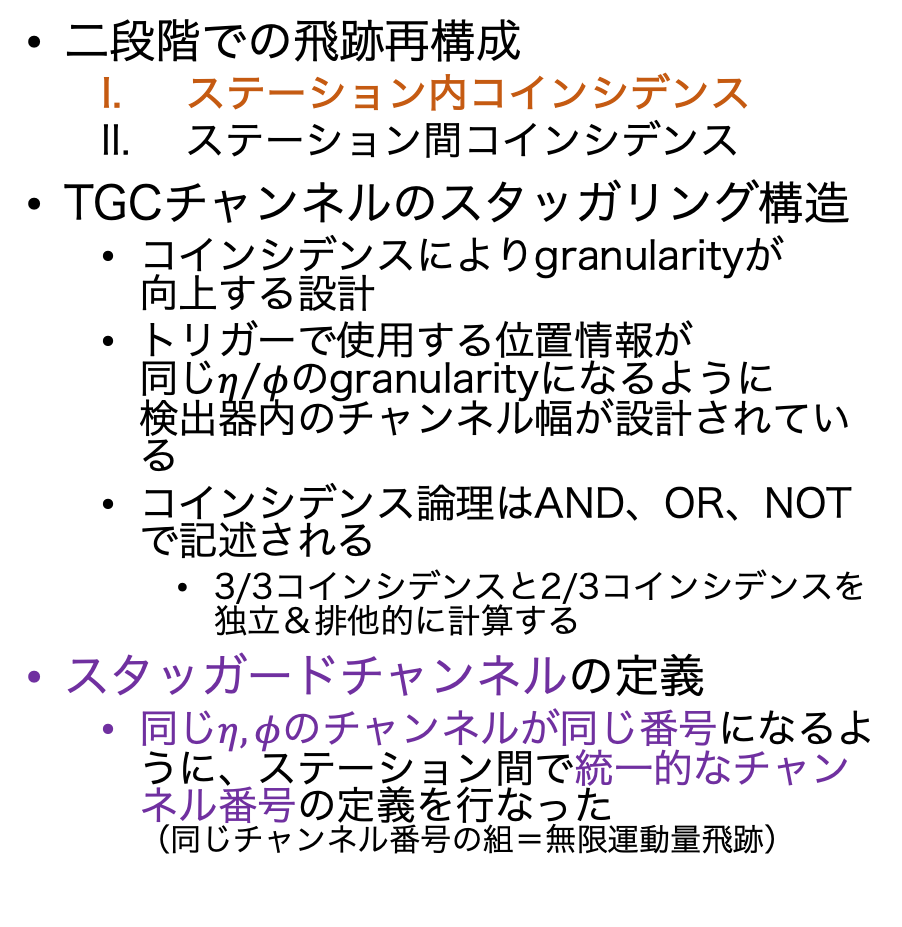 • 二段階での飛跡再構成
I. ステーション内コインシデンス
II. ステーション間コインシデンス
• TGCチャンネルのスタッガリング構造
• コインシデンスによりgranularityが
向上する設計
• トリガーで使用する位置情報が
同じη/ϕのgranularityになるように
検出器内のチャンネル幅が設計されてい
る
• コインシデンス論理はAND、OR、NOT
で記述される
• 3/3コインシデンスと2/3コインシデンスを
独立＆排他的に計算する
• スタッガードチャンネルの定義
• 同じη,ϕのチャンネルが同じ番号になるよ
うに、ステーション間で統一的なチャン
ネル番号の定義を行なった
（同じチャンネル番号の組＝無限運動量飛跡）